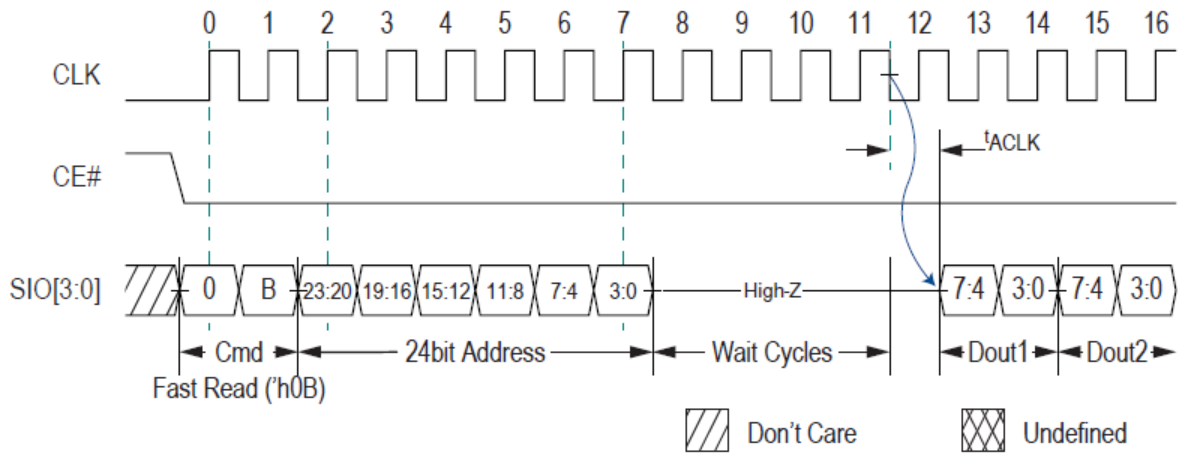 0 1 2 3 4 5 6 7 8 9 10 11 12 13 14 15 16
CLK
tACLK
CE#
SIO[3:0] 0 B 23:20 19:16 15:12 11:8 7:4 3:0 High-Z 7:4 3:0 7:4 3:0
Cmd 24bit Address Wait Cycles Dout1 Dout2
Fast Read ('h0B)
Don't Care Undefined